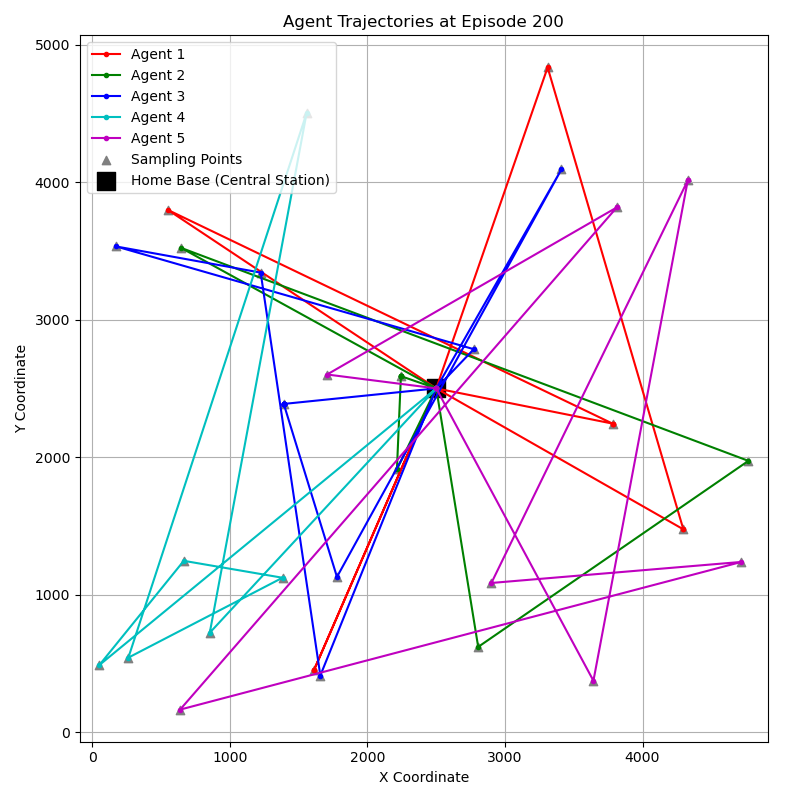 Agent Trajectories at Episode 200
Agent 1
Agent 2
Agent 3
Agent 4
Agent 5
Sampling Points
Home Base (Central Station)
5000
4000
3000
2000
1000
0
Y Coordinate
0 1000 2000 3000 4000
X Coordinate